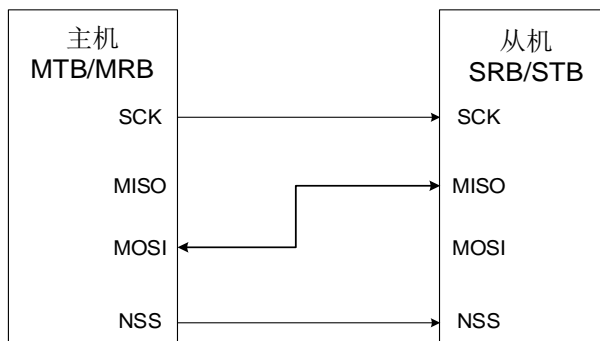 主机
MTB/MRB
SCK
MISO
MOSI
NSS
从机
SRB/STB
SCK
MISO
MOSI
NSS